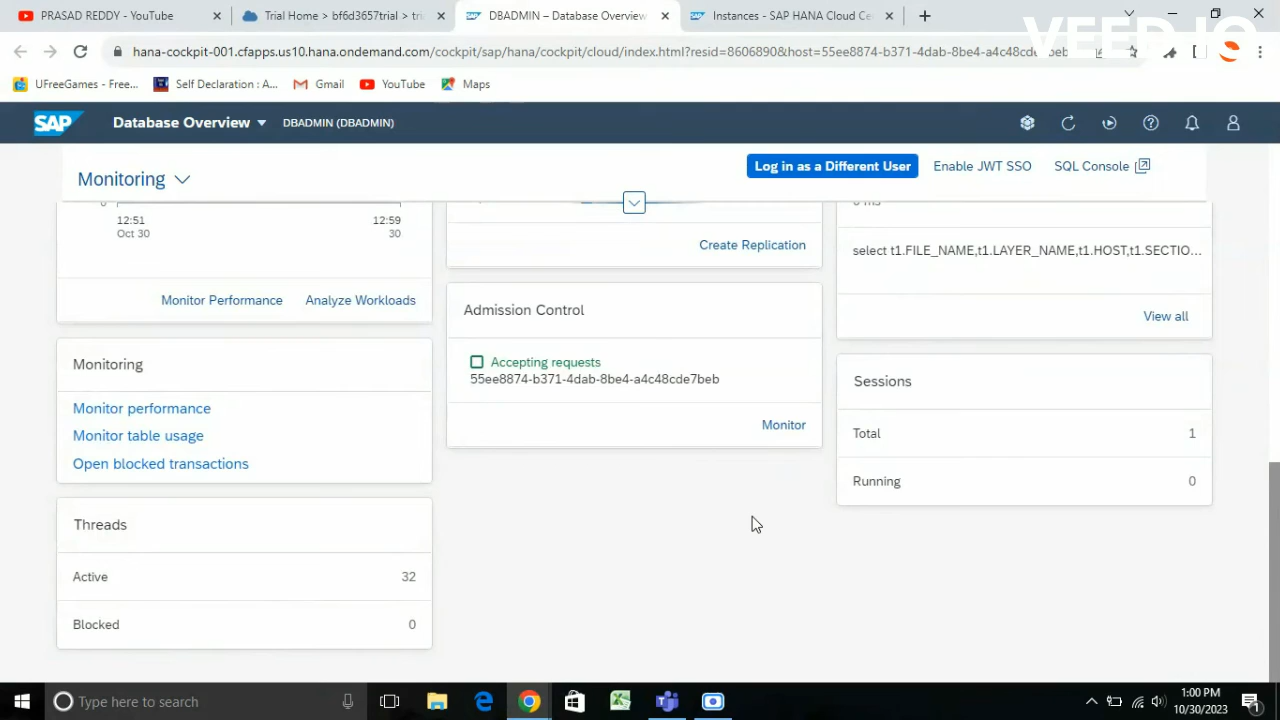 PRASAD REDDY - YouTube
Trial Home > bf6d3657trial > tr
DBADMIN – Database Overview
Instances - SAP HANA Cloud Ce
VEED.IO
hana-cockpit-001.cfapps.us10.hana.ondemand.com/cockpit/sap/hana/cockpit/cloud/index.html?resid=8606890&host=55ee8874-b371-4dab-8be4-a4c48cde7beb
UFreeGames - Free...
Self Declaration : A...
Gmail
YouTube
Maps
SAP
Database Overview
DBADMIN (DBADMIN)
Monitoring
Log in as a Different User
Enable JWT SSO
SQL Console
0
12:51
12:59
Oct 30
30
Monitor Performance
Analyze Workloads
Monitoring
Monitor performance
Monitor table usage
Open blocked transactions
Threads
Active 32
Blocked 0
Create Replication
Admission Control
Accepting requests
55ee8874-b371-4dab-8be4-a4c48cde7beb
Monitor
0 ms
select t1.FILE_NAME,t1.LAYER_NAME,t1.HOST,t1.SECTIO...
View all
Sessions
Total 1
Running 0
Type here to search
1:00 PM
10/30/2023
1